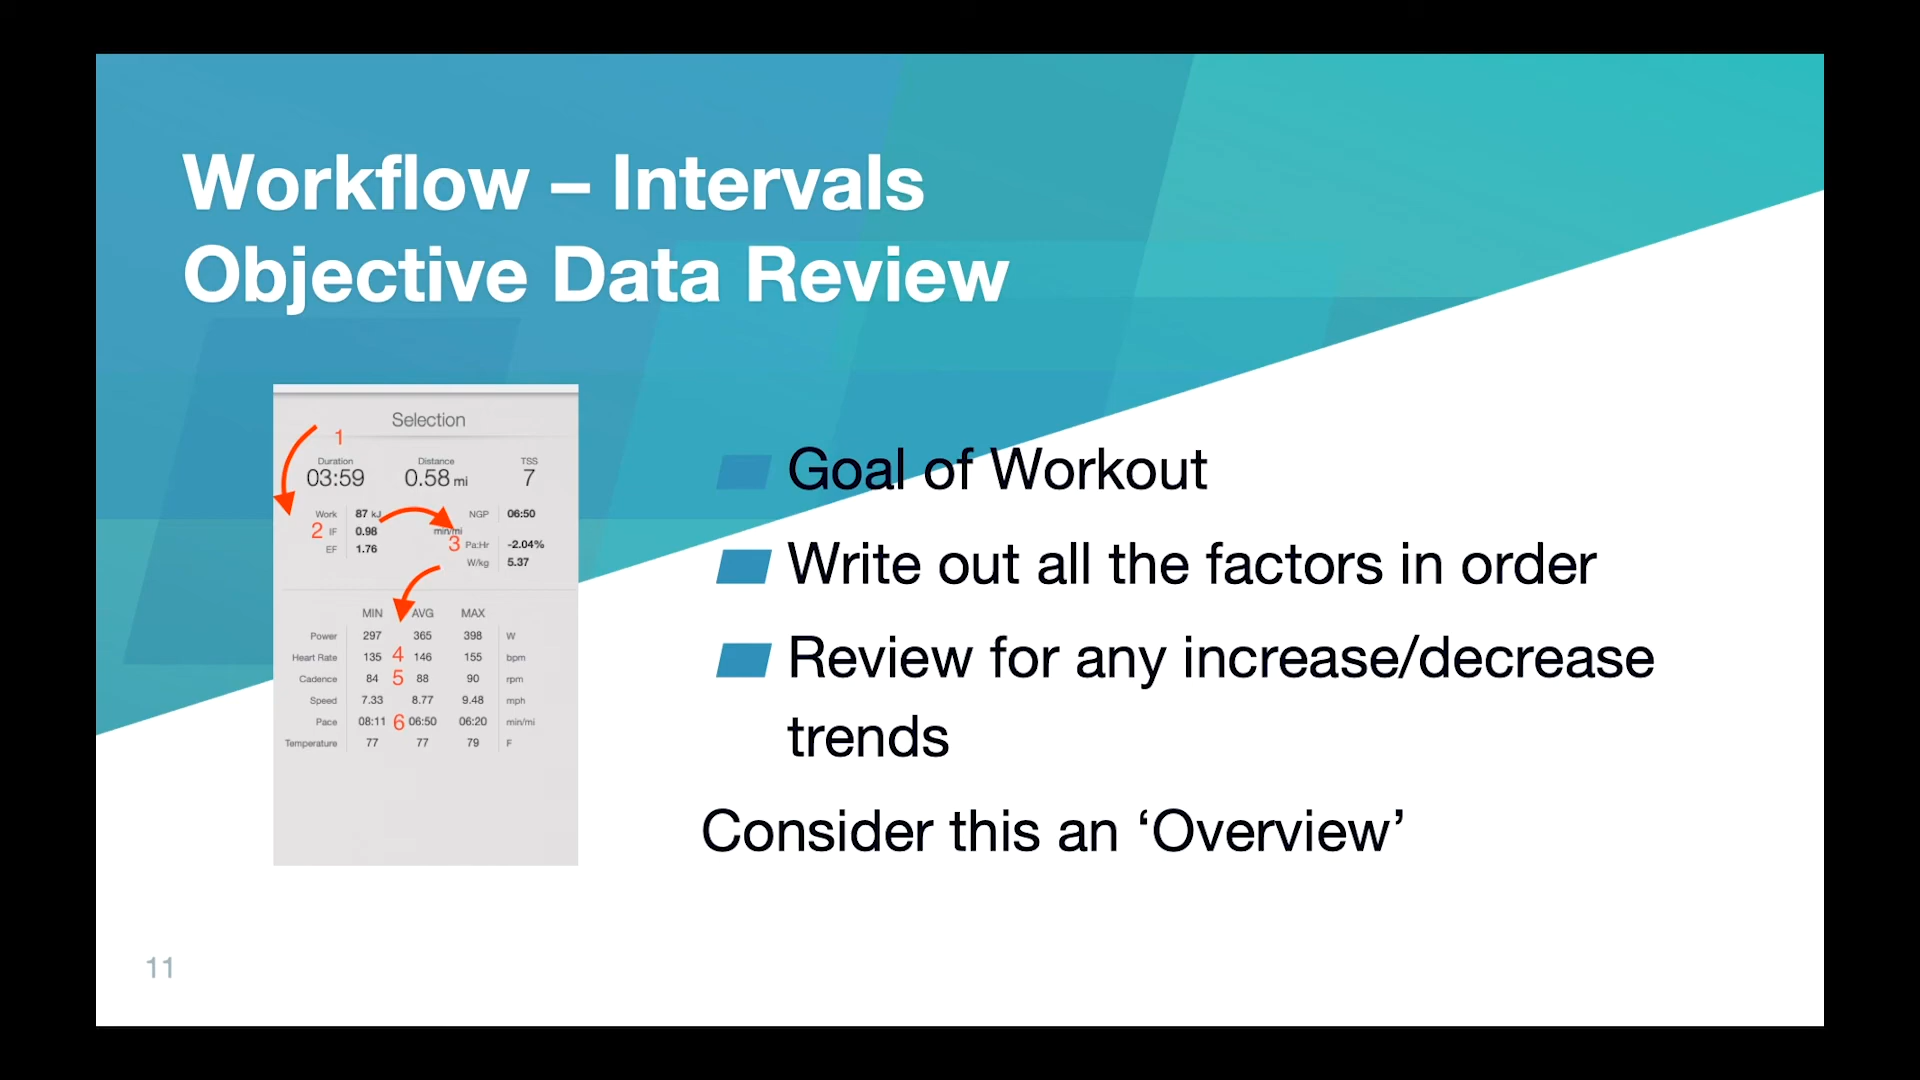 Workflow – Intervals
Objective Data Review
Selection
1
Duration Distance TSS
03:59 0.58 mi 7
Work 87 kJ NGP 06:50
2 IF 0.98 min/mi
EF 1.76 3 Pa:Hr -2.04%
W/kg 5.37
MIN AVG MAX
Power 297 365 398 W
Heart Rate 135 4 146 155 bpm
Cadence 84 5 88 90 rpm
Speed 7.33 8.77 9.48 mph
Pace 08:11 6 06:50 06:20 min/mi
Temperature 77 77 79 F
Goal of Workout
Write out all the factors in order
Review for any increase/decrease
trends
Consider this an ‘Overview’
11